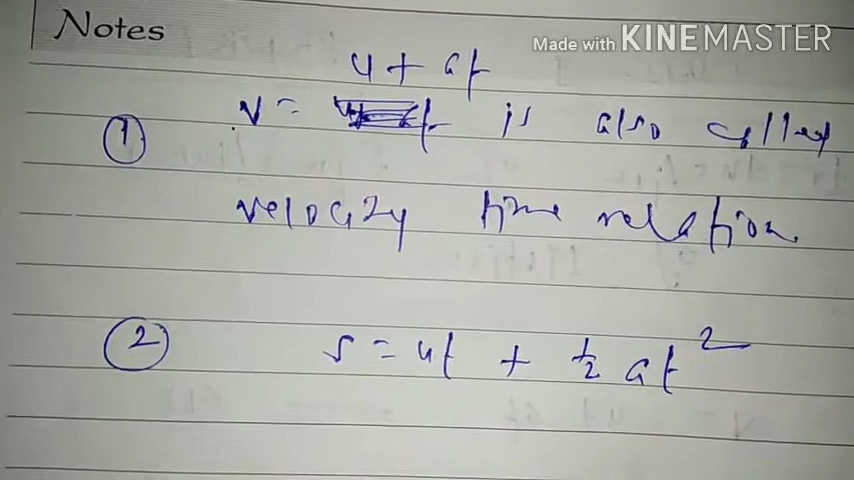 Notes
Made with KINEMASTER
u + at
① v = t is also called
velocity time relation
② s = ut + 1/2 at²